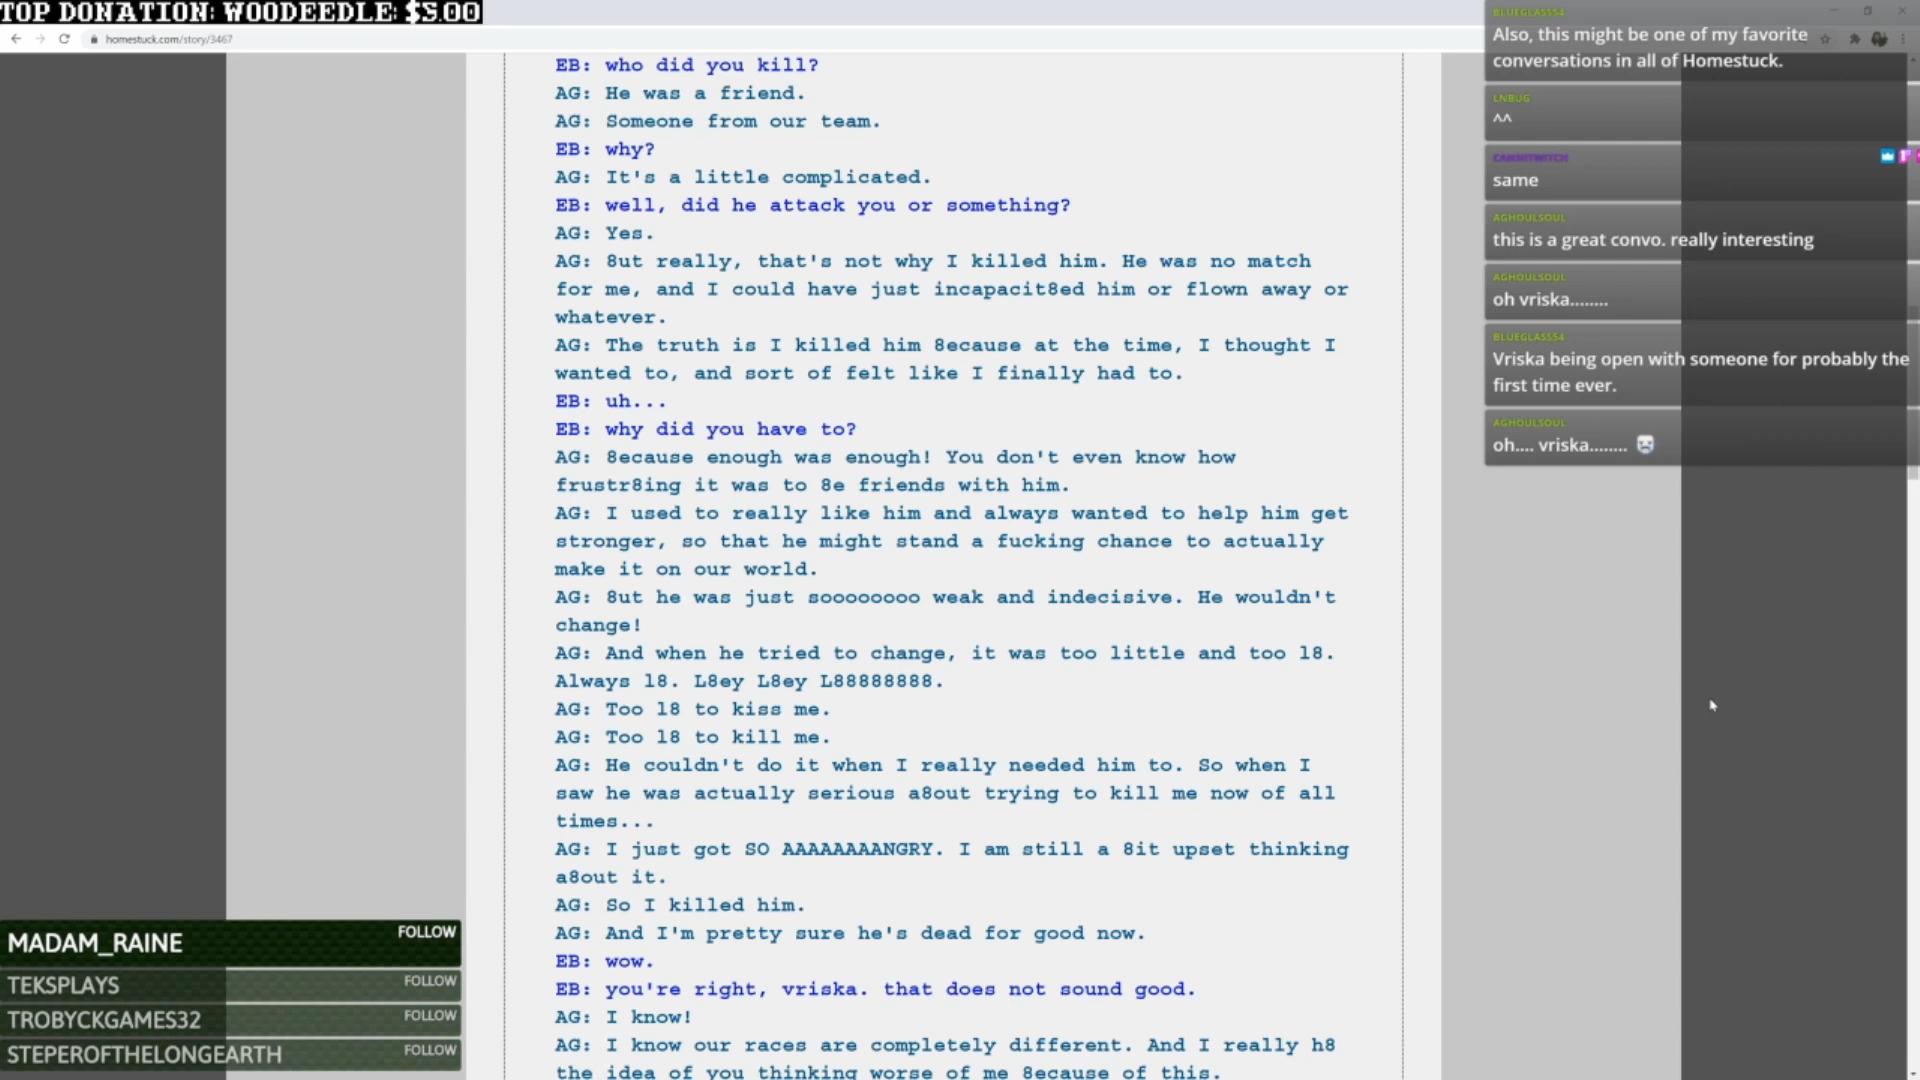 TOP DONATION: WOODEEDLE: $5.00
homestuck.com/story/3467
EB: who did you kill?
AG: He was a friend.
AG: Someone from our team.
EB: why?
AG: It's a little complicated.
EB: well, did he attack you or something?
AG: Yes.
AG: 8ut really, that's not why I killed him. He was no match
for me, and I could have just incapacit8ed him or flown away or
whatever.
AG: The truth is I killed him 8ecause at the time, I thought I
wanted to, and sort of felt like I finally had to.
EB: uh...
EB: why did you have to?
AG: 8ecause enough was enough! You don't even know how
frustr8ing it was to 8e friends with him.
AG: I used to really like him and always wanted to help him get
stronger, so that he might stand a fucking chance to actually
make it on our world.
AG: 8ut he was just soooooooo weak and indecisive. He wouldn't
change!
AG: And when he tried to change, it was too little and too l8.
Always l8. L8ey L8ey L88888888.
AG: Too l8 to kiss me.
AG: Too l8 to kill me.
AG: He couldn't do it when I really needed him to. So when I
saw he was actually serious a8out trying to kill me now of all
times...
AG: I just got SO AAAAAAAANGRY. I am still a 8it upset thinking
a8out it.
AG: So I killed him.
AG: And I'm pretty sure he's dead for good now.
EB: wow.
EB: you're right, vriska. that does not sound good.
AG: I know!
AG: I know our races are completely different. And I really h8
the idea of you thinking worse of me 8ecause of this.
BLUEGLASS54
Also, this might be one of my favorite
conversations in all of Homestuck.
LNBUG
^^
CAMMITWITCH
same
AGHOULSOUL
this is a great convo. really interesting
AGHOULSOUL
oh vriska........
BLUEGLASS54
Vriska being open with someone for probably the
first time ever.
AGHOULSOUL
oh.... vriska........
MADAM_RAINE FOLLOW
TEKSPLAYS FOLLOW
TROBYCKGAMES32 FOLLOW
STEPEROFTHELONGEARTH FOLLOW